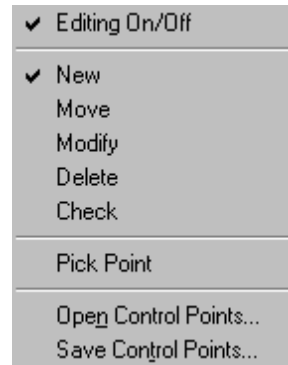 Editing On/Off
New
Move
Modify
Delete
Check
Pick Point
Open Control Points...
Save Control Points...